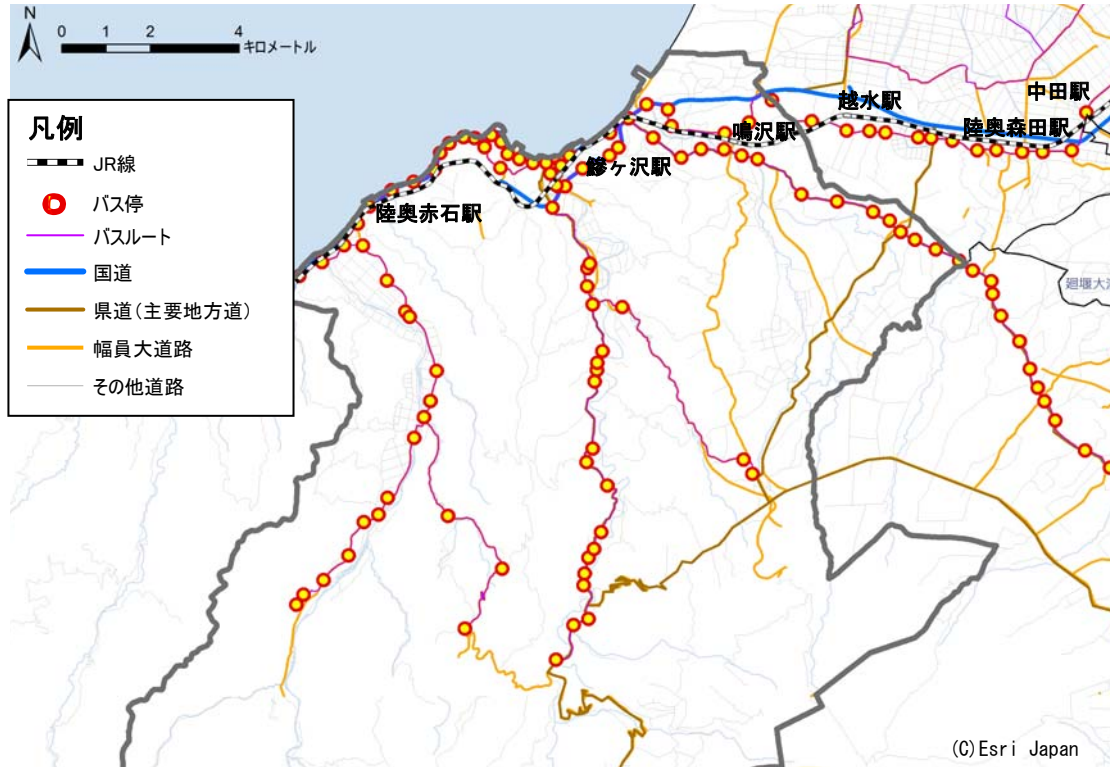 N
0 1 2 4
キロメートル
凡例
JR線
バス停
バスルート
国道
県道(主要地方道)
幅員大道路
その他道路
中田駅
越水駅
陸奥森田駅
鳴沢駅
鰺ヶ沢駅
陸奥赤石駅
廻堰大
(C)Esri Japan